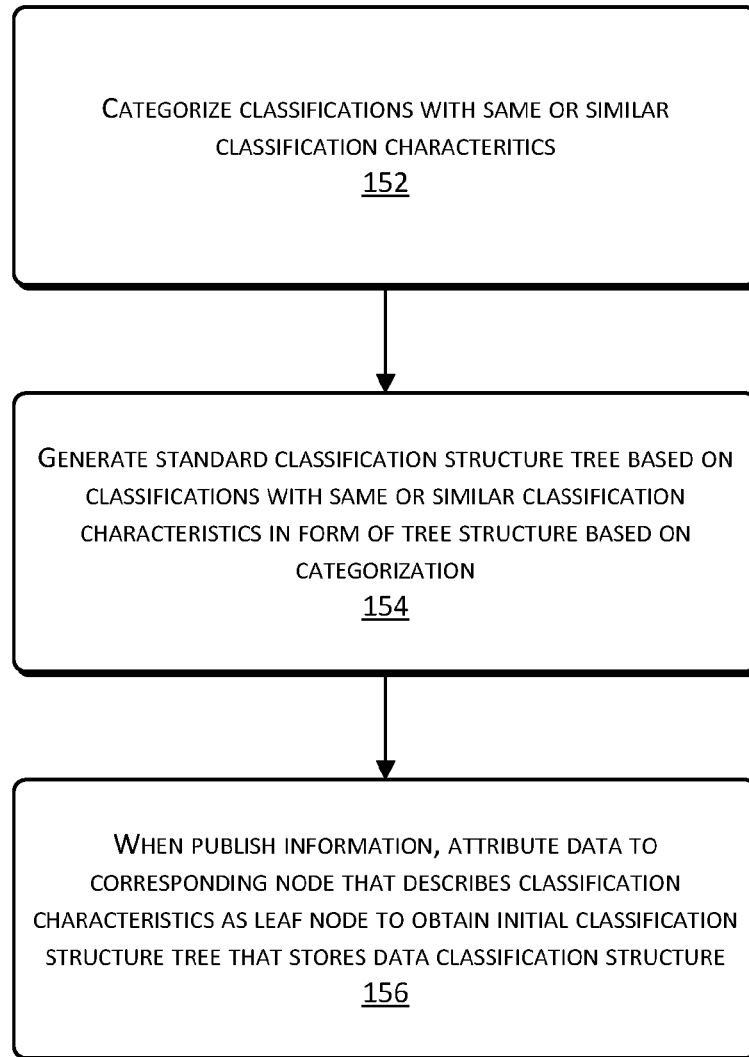 CATEGORIZE CLASSIFICATIONS WITH SAME OR SIMILAR
CLASSIFICATION CHARACTERITICS
152
GENERATE STANDARD CLASSIFICATION STRUCTURE TREE BASED ON
CLASSIFICATIONS WITH SAME OR SIMILAR CLASSIFICATION
CHARACTERISTICS IN FORM OF TREE STRUCTURE BASED ON
CATEGORIZATION
154
WHEN PUBLISH INFORMATION, ATTRIBUTE DATA TO
CORRESPONDING NODE THAT DESCRIBES CLASSIFICATION
CHARACTERISTICS AS LEAF NODE TO OBTAIN INITIAL CLASSIFICATION
STRUCTURE TREE THAT STORES DATA CLASSIFICATION STRUCTURE
156